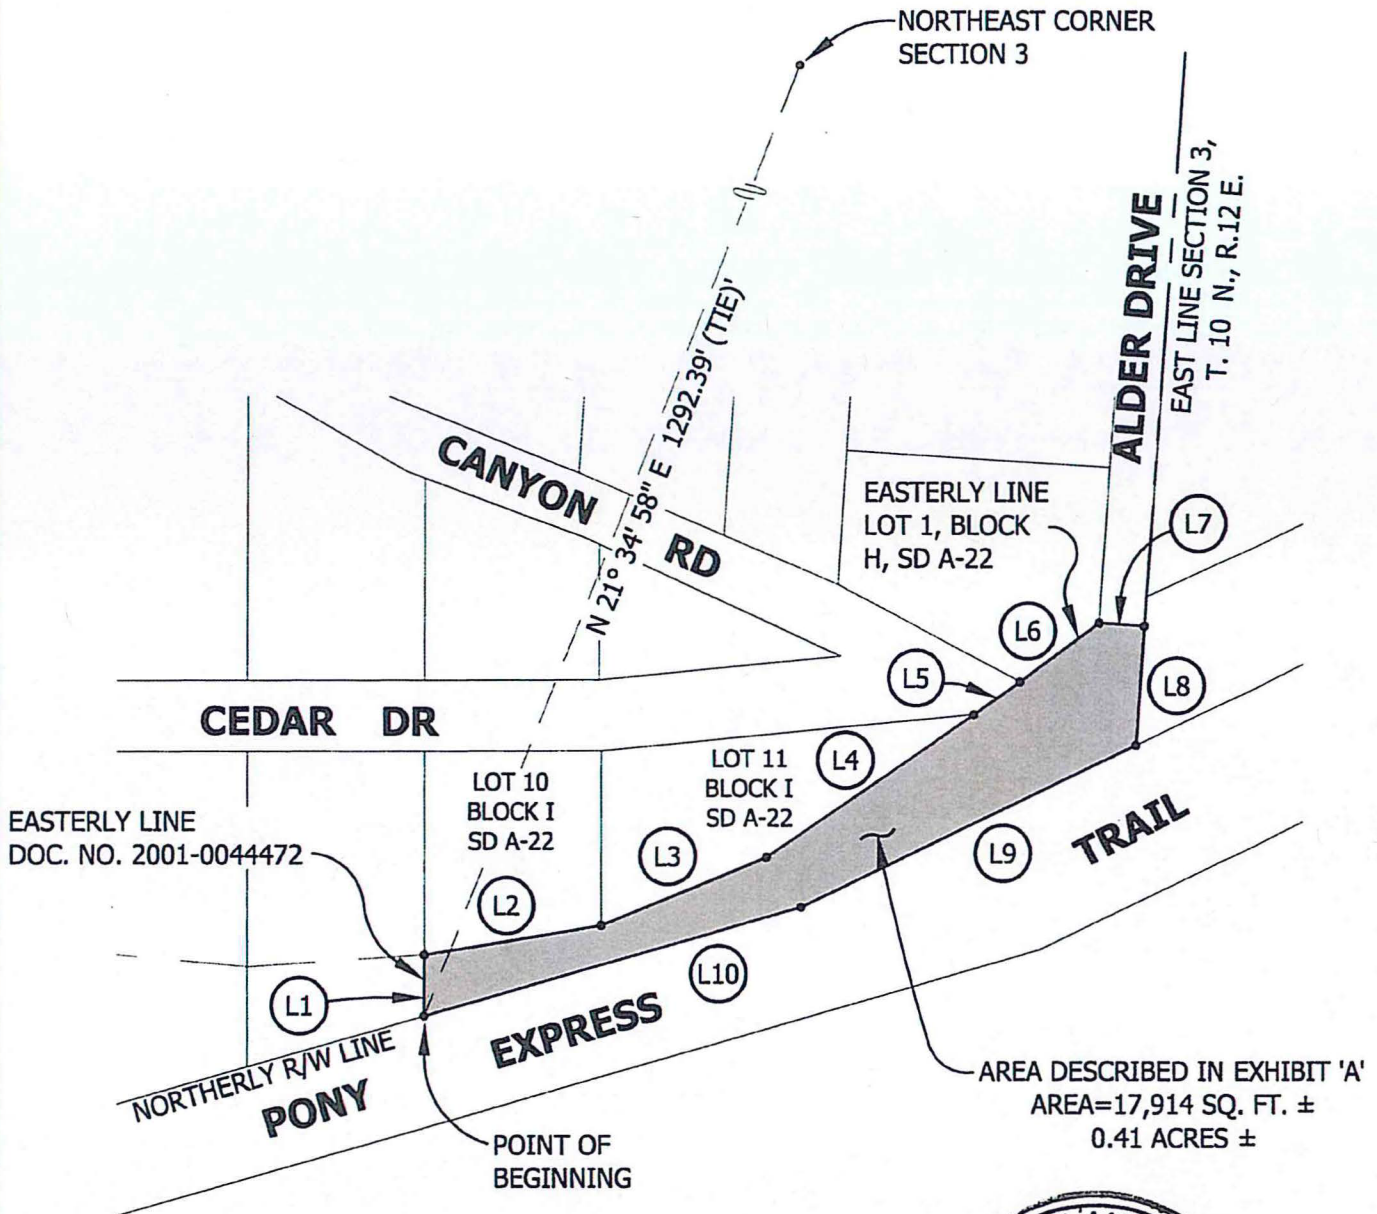 NORTHEAST CORNER
SECTION 3
ALDER DRIVE
EAST LINE SECTION 3,
T. 10 N., R.12 E.
N 21° 34' 58" E 1292.39' (TIE)'
CANYON RD
EASTERLY LINE
LOT 1, BLOCK
H, SD A-22
L7
L6
L5
L8
CEDAR DR
LOT 10
BLOCK I
SD A-22
LOT 11
BLOCK I
SD A-22
L4
EASTERLY LINE
DOC. NO. 2001-0044472
L3
L9
L2
L10
L1
NORTHERLY R/W LINE
PONY EXPRESS TRAIL
POINT OF
BEGINNING
AREA DESCRIBED IN EXHIBIT 'A'
AREA=17,914 SQ. FT. ±
0.41 ACRES ±